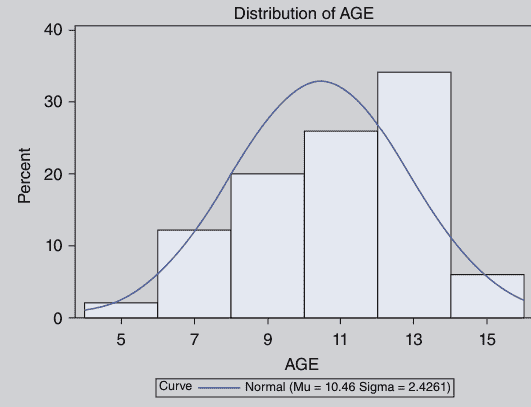 Distribution of AGE
40
30
20
10
0
Percent
5 7 9 11 13 15
AGE
Curve Normal (Mu = 10.46 Sigma = 2.4261)